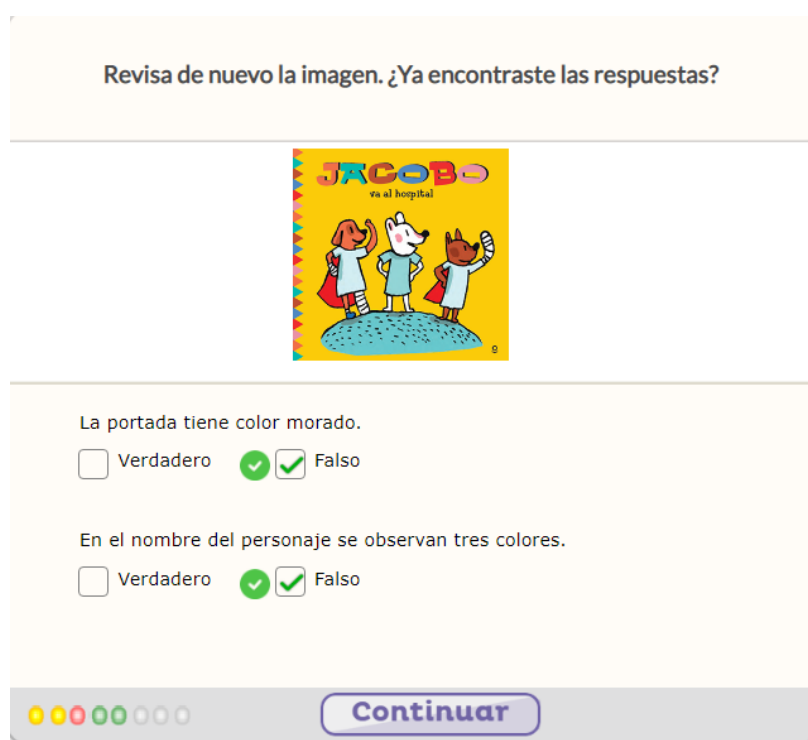 Revisa de nuevo la imagen. ¿Ya encontraste las respuestas?
JACOBO
va al hospital
La portada tiene color morado.
Verdadero Falso
En el nombre del personaje se observan tres colores.
Verdadero Falso
Continuar